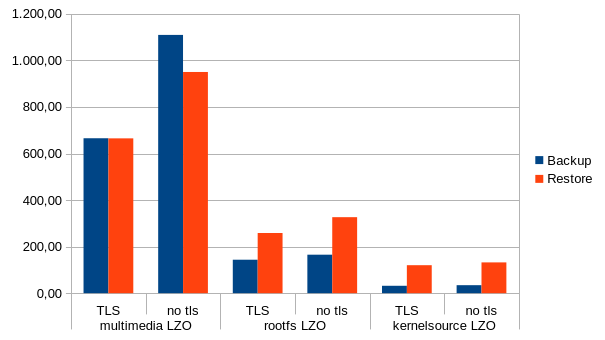 1.200,00
1.000,00
800,00
600,00
400,00
200,00
0,00
Backup
Restore
TLS no tls TLS no tls TLS no tls
multimedia LZO rootfs LZO kernelsource LZO